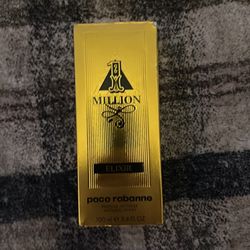 1
MILLION
ELIXIR
paco rabanne